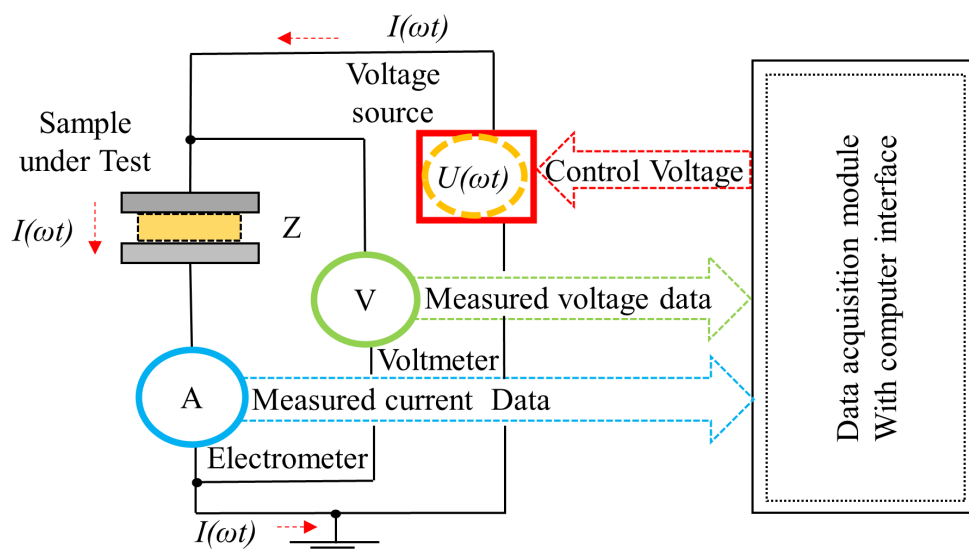 I(ωt)
Voltage
source
Sample
under Test
U(ωt)
Control Voltage
I(ωt)
Z
V
Measured voltage data
Voltmeter
A
Measured current Data
Electrometer
I(ωt)
Data acquisition module
With computer interface